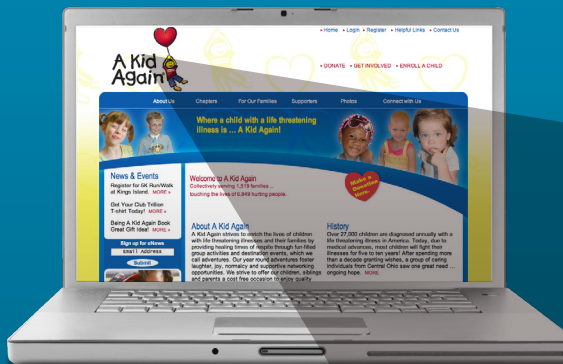 • Home • Login • Register • Helpful Links • Contact Us
A Kid
Again
• DONATE • GET INVOLVED • ENROLL A CHILD
About Us Chapters For Our Families Supporters Photos Connect with Us
Where a child with a life threatening
illness is ... A Kid Again!
News & Events
Register for 5K Run/Walk
at Kings Island. MORE »
Get Your Club Trillion
T-shirt Today! MORE »
Being A Kid Again Book
Great Gift Idea! MORE »
Sign up for eNews
Email Address
Submit
Welcome to A Kid Again
Collectively serving 1,519 families ...
touching the lives of 6,849 hurting people.
Make a
Donation
Here.
About A Kid Again
A Kid Again strives to enrich the lives of children
with life threatening illnesses and their families by
providing healing times of respite through fun-filled
group activities and destination events, which we
call adventures. Our year round adventures foster
laughter, joy, normalcy and supportive networking
opportunities. We strive to offer our children, siblings
and parents a cost free occasion to enjoy quality
History
Over 27,000 children are diagnosed annually with a
life threatening illness in America. Today, due to
medical advances, most children will fight their
illnesses for five to ten years! After spending more
than a decade granting wishes, a group of caring
individuals from Central Ohio saw one great need ...
ongoing hope. MORE